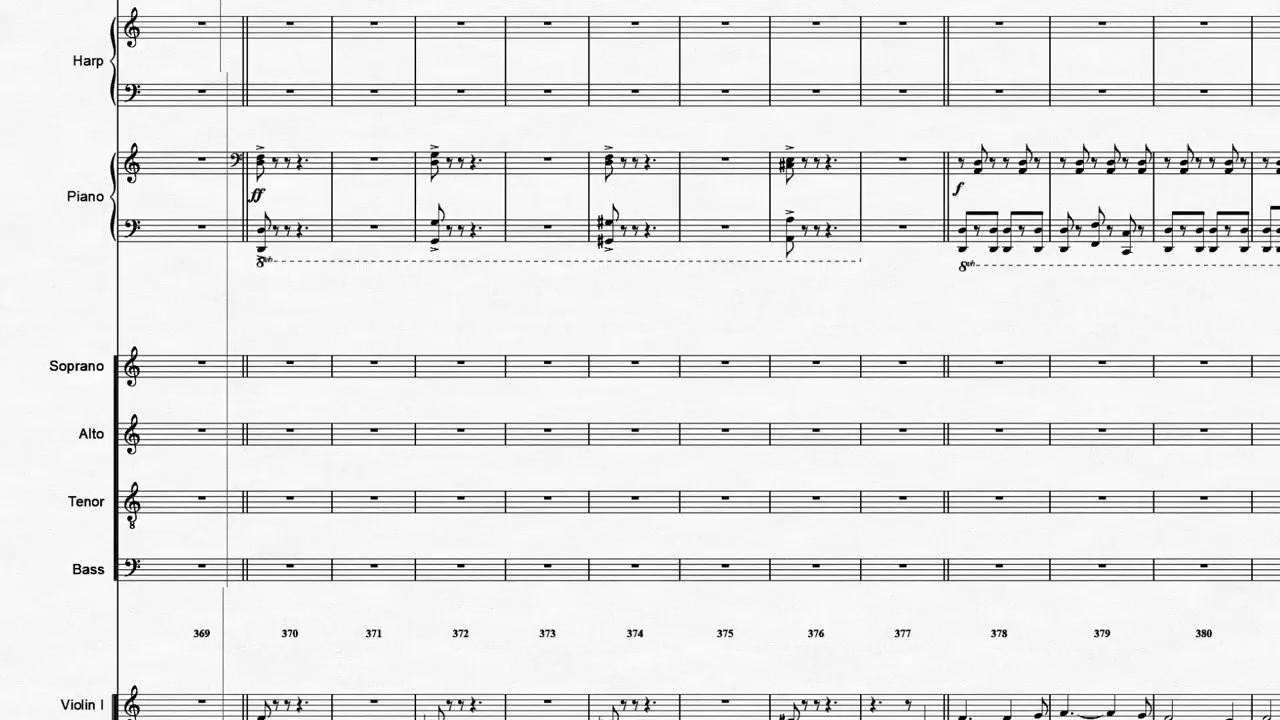 Harp
Piano
ff
f
8vb
8vb
Soprano
Alto
Tenor
8
Bass
369 370 371 372 373 374 375 376 377 378 379 380
Violin I